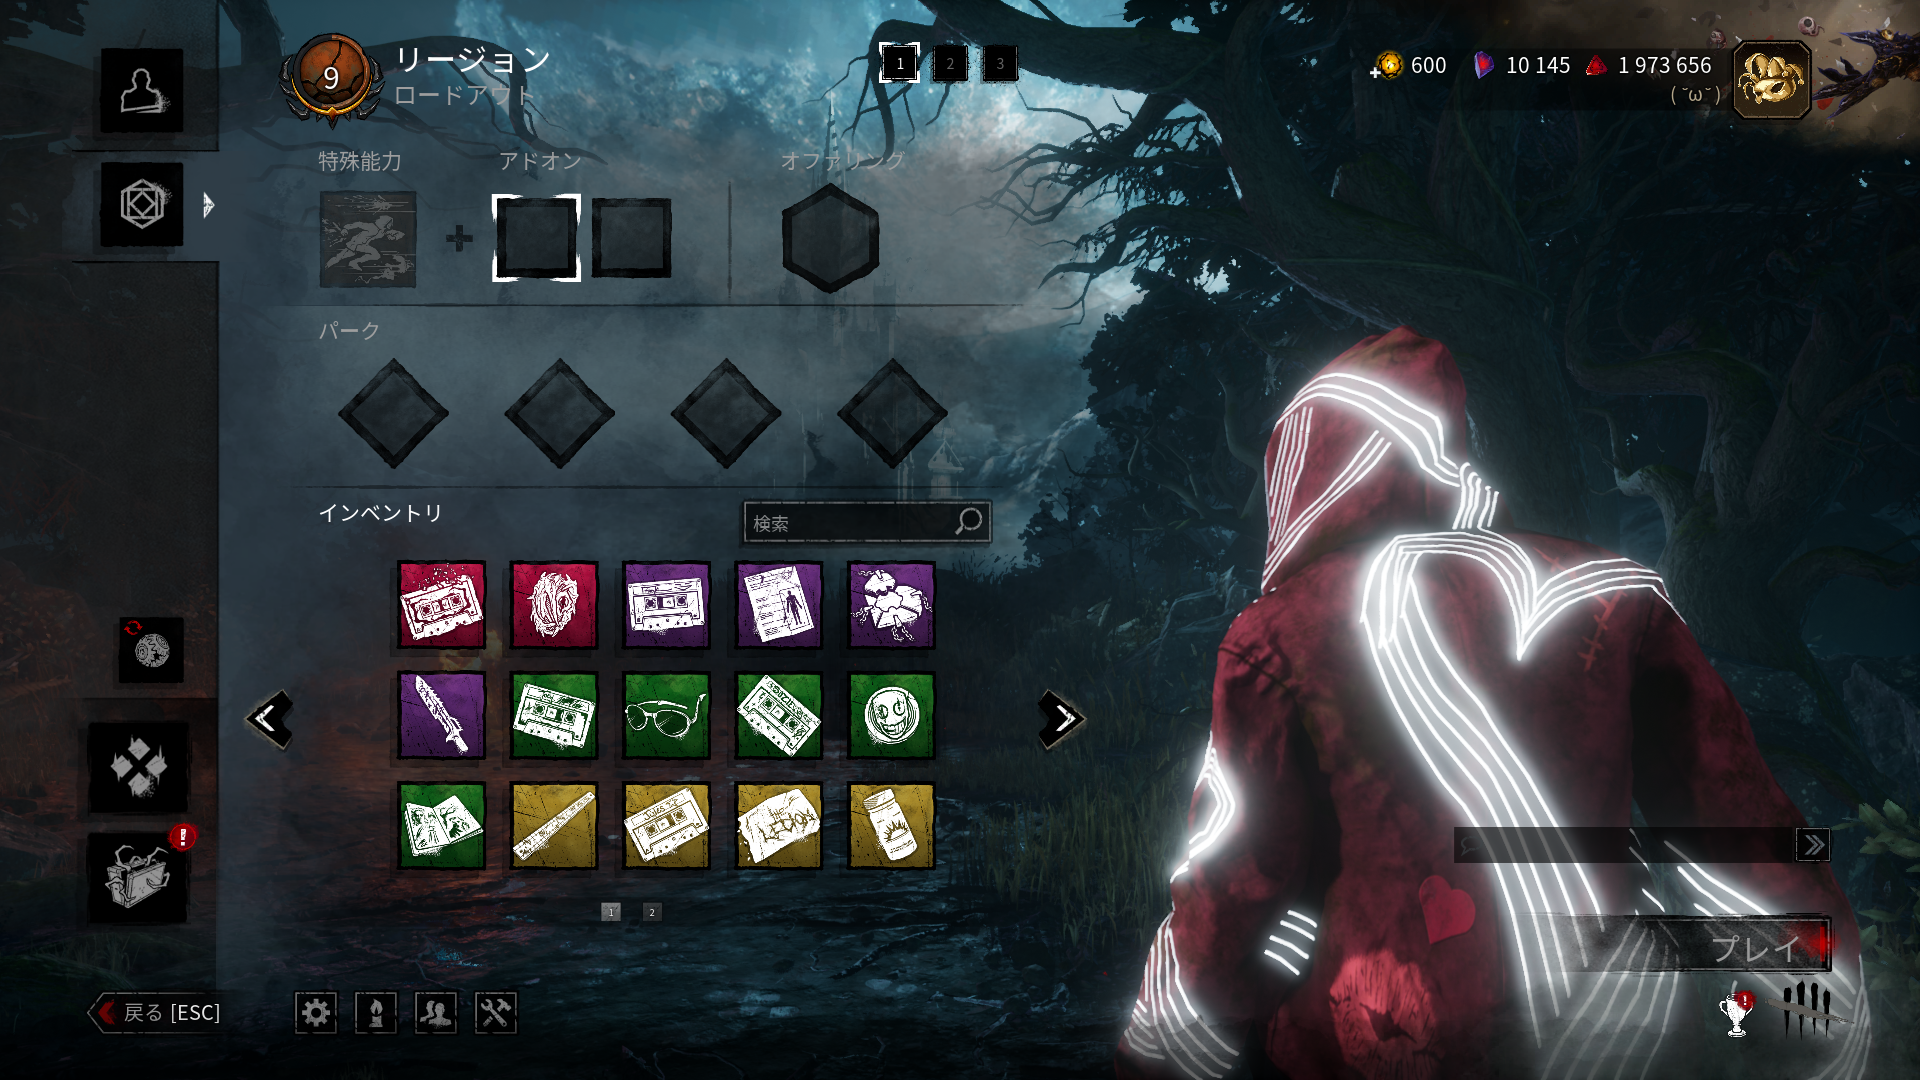 9
リージョン
ロードアウト
1 2 3
600 10 145 1 973 656
( ˘ω˘ )
特殊能力 アドオン オファリング
パーク
インベントリ
検索
1 2
プレイ
戻る [ESC]